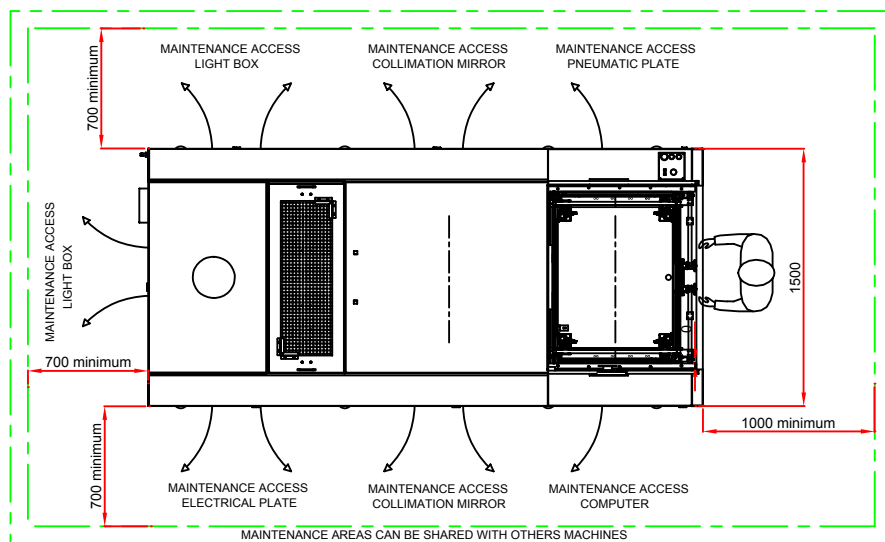 MAINTENANCE ACCESS
LIGHT BOX
MAINTENANCE ACCESS
COLLIMATION MIRROR
MAINTENANCE ACCESS
PNEUMATIC PLATE
700 minimum
MAINTENANCE ACCESS
LIGHT BOX
1500
700 minimum
1000 minimum
700 minimum
MAINTENANCE ACCESS
ELECTRICAL PLATE
MAINTENANCE ACCESS
COLLIMATION MIRROR
MAINTENANCE ACCESS
COMPUTER
MAINTENANCE AREAS CAN BE SHARED WITH OTHERS MACHINES